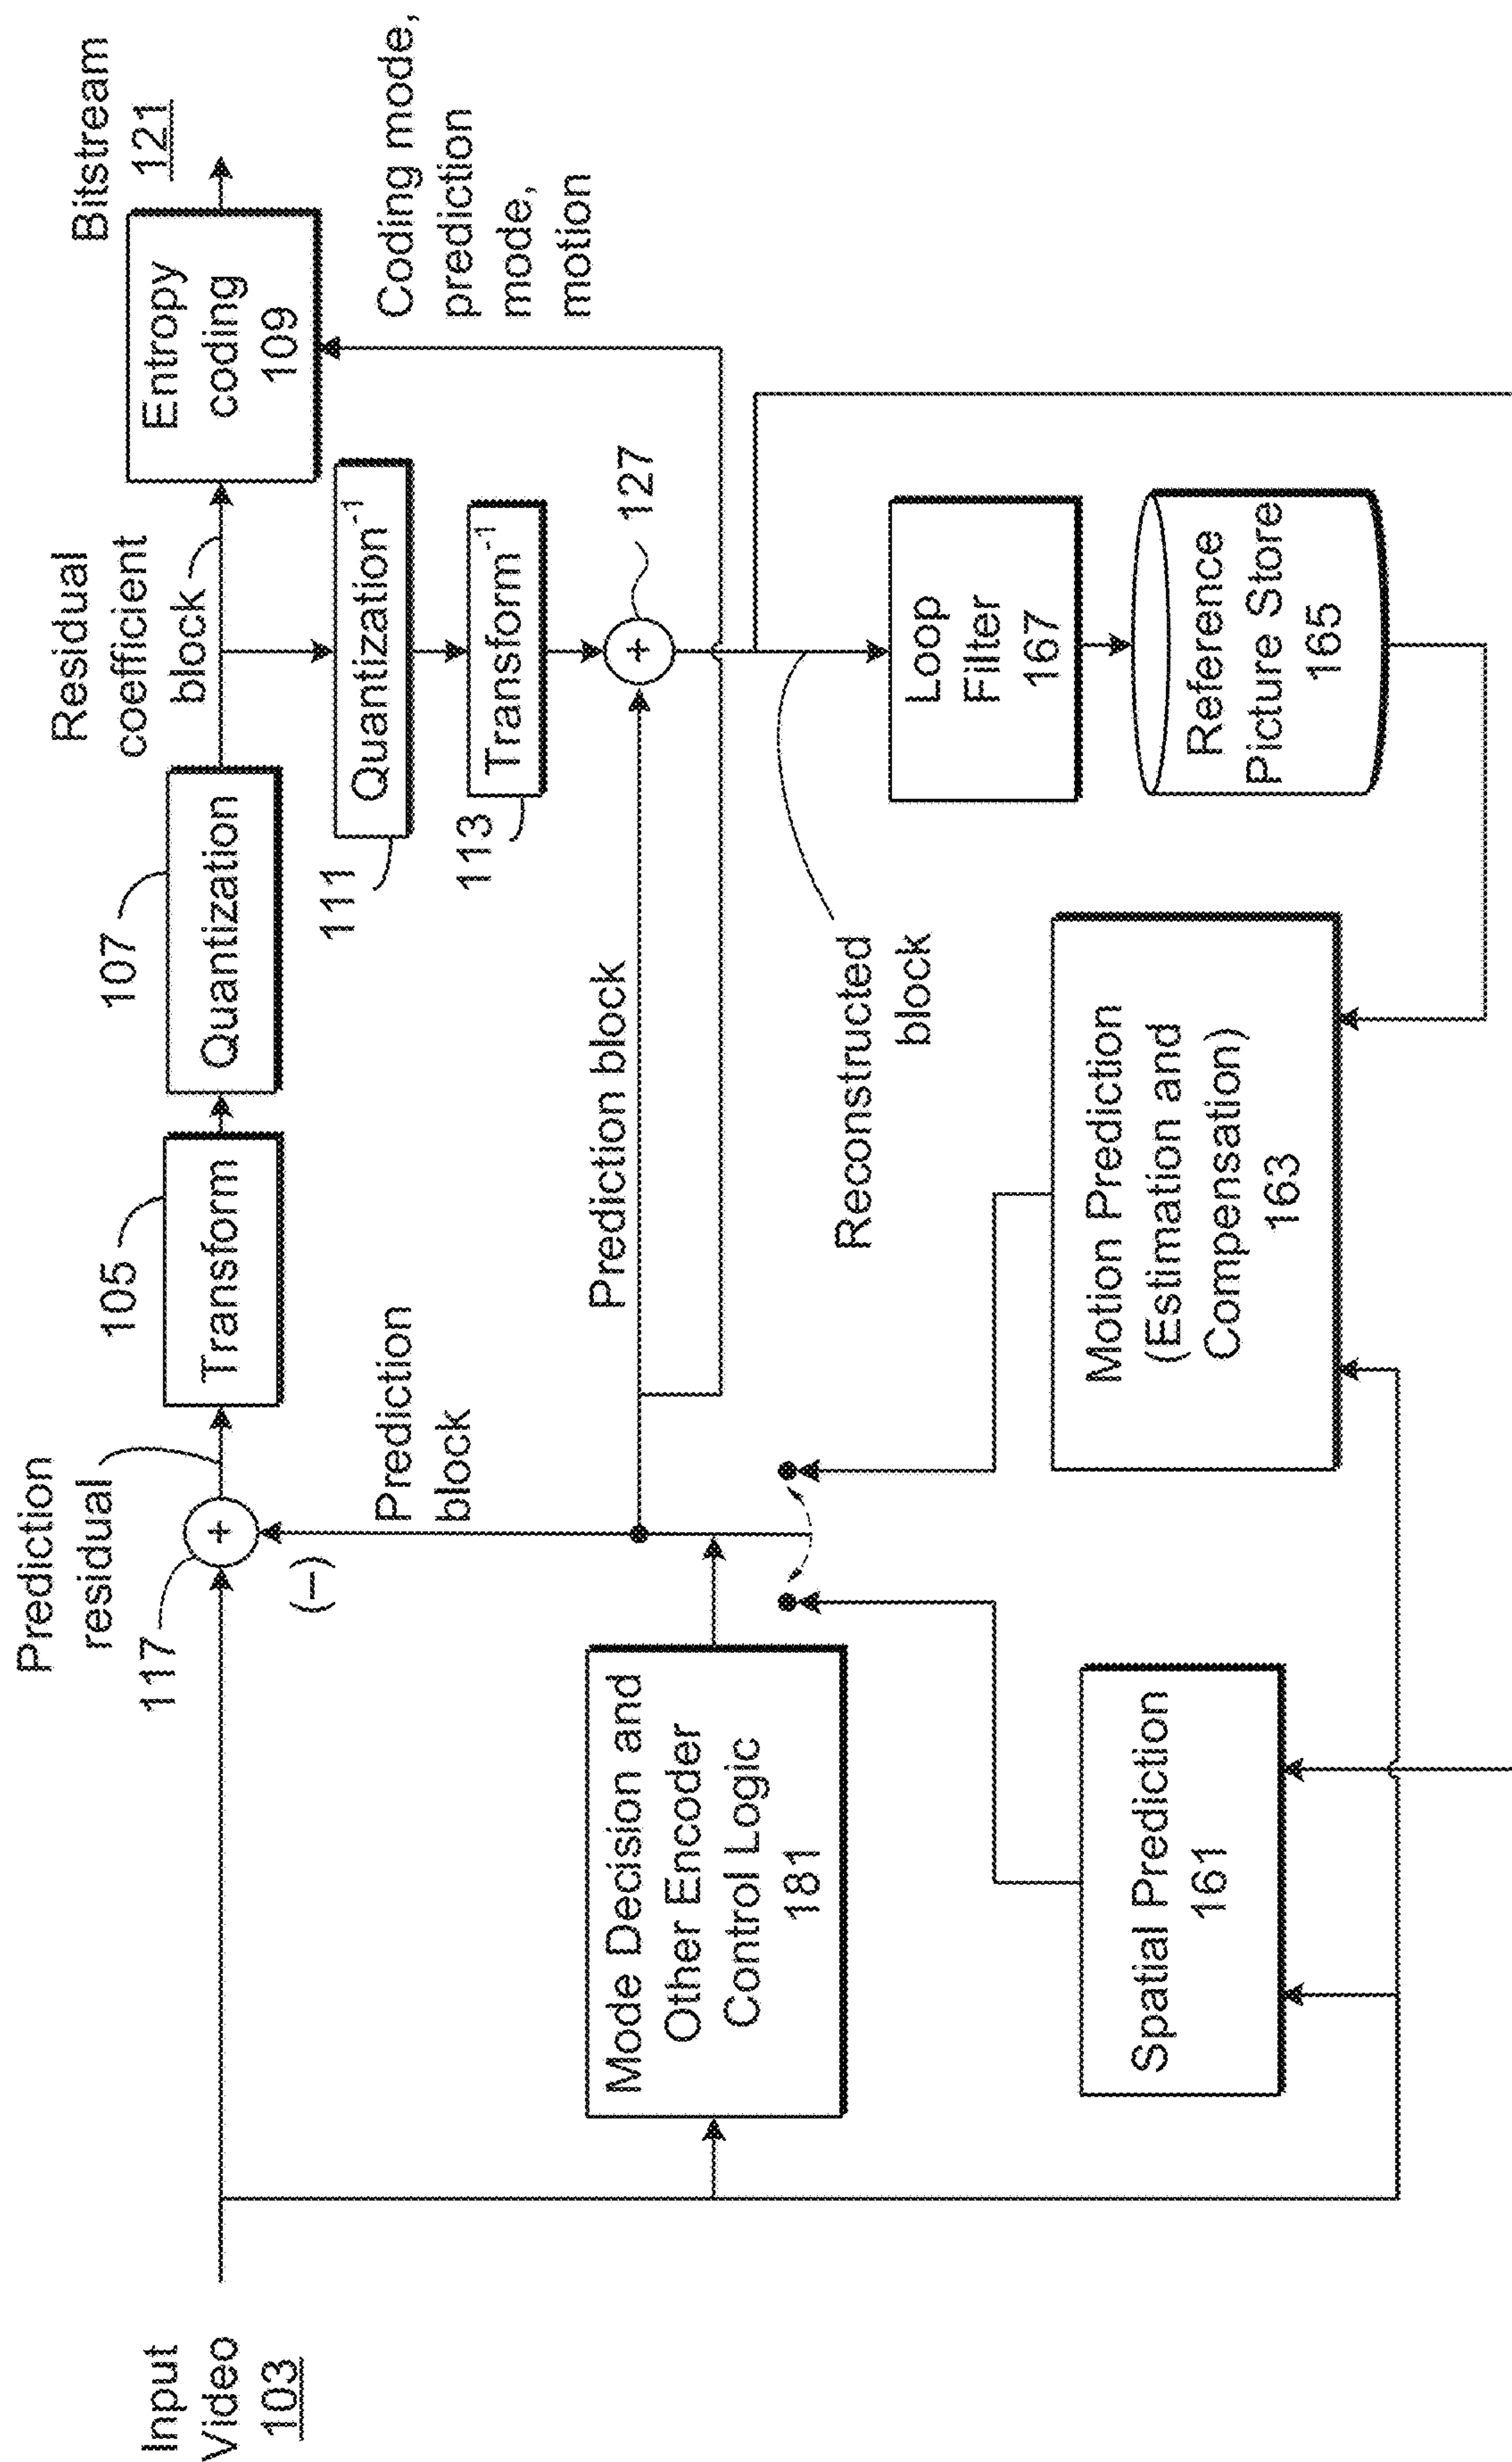 Input
Video
103
Prediction
residual
117
(−)
105
Transform
107
Quantization
Residual
coefficient
block
Entropy
coding
109
Bitstream
121
Coding mode,
prediction
mode,
motion
Quantization-1
111
Transform-1
113
+
+
127
Prediction
block
Prediction block
Mode Decision and
Other Encoder
Control Logic
181
Reconstructed
block
Loop
Filter
167
Reference
Picture Store
165
Motion Prediction
(Estimation and
Compensation)
163
Spatial Prediction
161